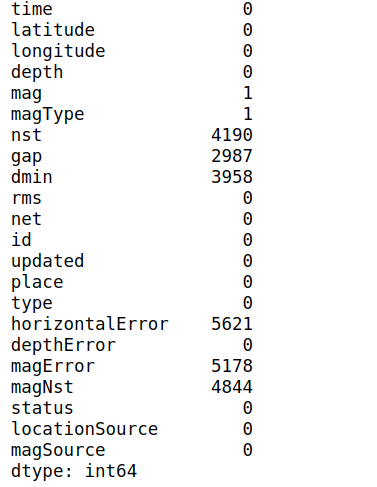 time 0
latitude 0
longitude 0
depth 0
mag 1
magType 1
nst 4190
gap 2987
dmin 3958
rms 0
net 0
id 0
updated 0
place 0
type 0
horizontalError 5621
depthError 0
magError 5178
magNst 4844
status 0
locationSource 0
magSource 0
dtype: int64